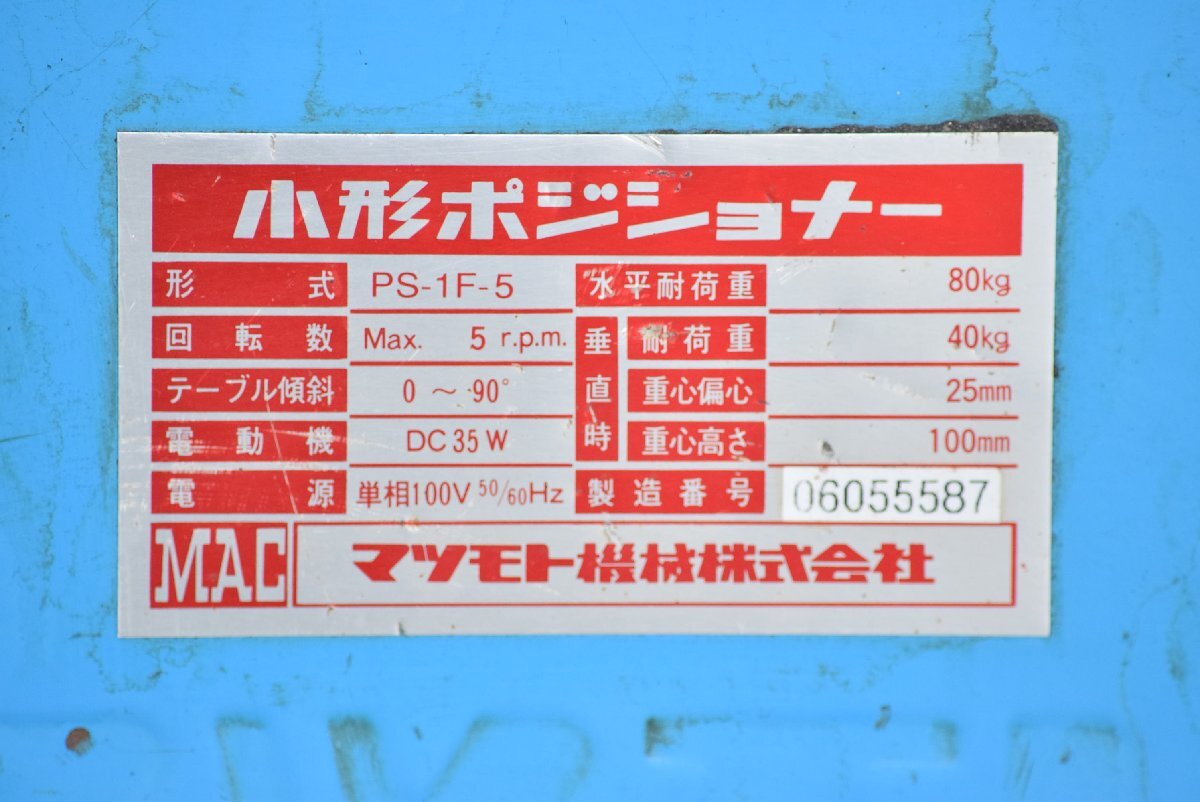 小形ポジショナー
形式 PS-1F-5 水平耐荷重 80kg
回転数 Max. 5 r.p.m. 垂直時 耐荷重 40kg
テーブル傾斜 0 ～ 90° 重心偏心 25mm
電動機 DC 35 W 重心高さ 100mm
電源 単相100V 50/60Hz 製造番号 06055587
MAC マツモト機械株式会社